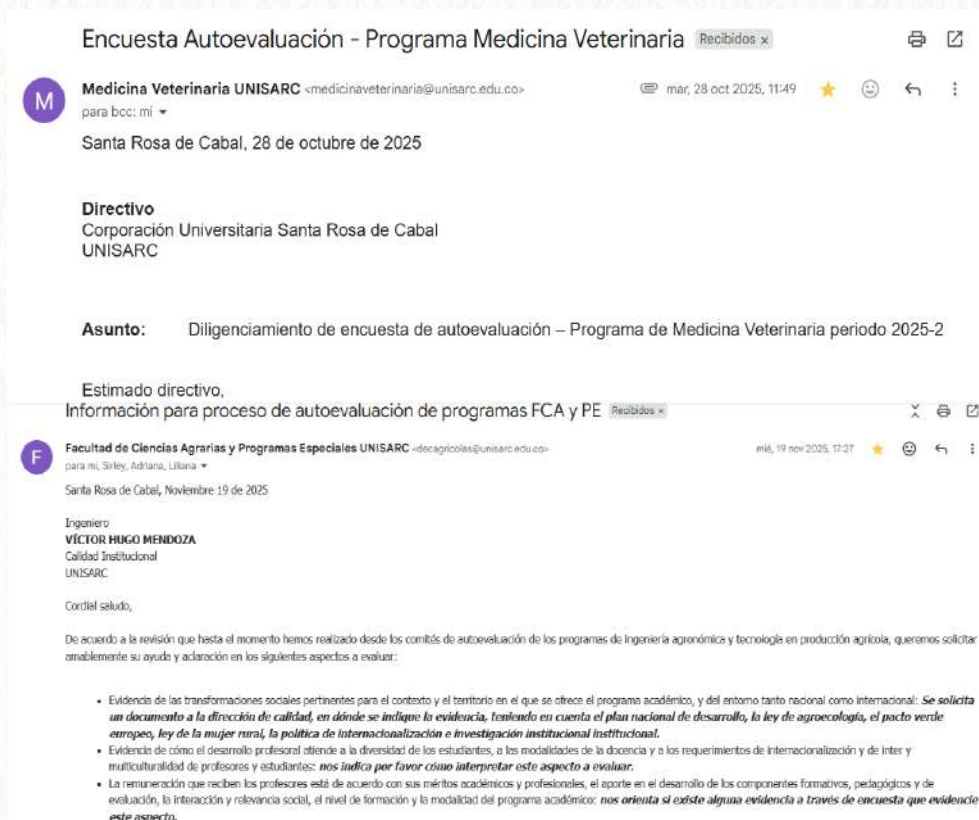 Encuesta Autoevaluación - Programa Medicina Veterinaria Recibidos x
M
Medicina Veterinaria UNISARC <medicinaveterinaria@unisarc.edu.co> mar, 28 oct 2025, 11:49
para bcc: mí
Santa Rosa de Cabal, 28 de octubre de 2025
Directivo
Corporación Universitaria Santa Rosa de Cabal
UNISARC
Asunto: Diligenciamiento de encuesta de autoevaluación – Programa de Medicina Veterinaria periodo 2025-2
Estimado directivo,
Información para proceso de autoevaluación de programas FCA y PE Recibidos x
F
Facultad de Ciencias Agrarias y Programas Especiales UNISARC <decagricolas@unisarc.edu.co> mié, 19 nov 2025, 17:27
para mí, Sirley, Adriana, Liliana
Santa Rosa de Cabal, Noviembre 19 de 2025
Ingeniero
VÍCTOR HUGO MENDOZA
Calidad Institucional
UNISARC
Cordial saludo,
De acuerdo a la revisión que hasta el momento hemos realizado desde los comités de autoevaluación de los programas de ingeniería agronómica y tecnología en producción agrícola, queremos solicitar
amablemente su ayuda y aclaración en los siguientes aspectos a evaluar:
• Evidencia de las transformaciones sociales pertinentes para el contexto y el territorio en el que se ofrece el programa académico, y del entorno tanto nacional como internacional: Se solicita
un documento a la dirección de calidad, en dónde se indique la evidencia, teniendo en cuenta el plan nacional de desarrollo, la ley de agroecología, el pacto verde
europeo, ley de la mujer rural, la política de internacionalización e investigación institucional institucional.
• Evidencia de cómo el desarrollo profesoral atiende a la diversidad de los estudiantes, a las modalidades de la docencia y a los requerimientos de internacionalización y de inter y
multiculturalidad de profesores y estudiantes: nos indica por favor cómo interpretar este aspecto a evaluar.
• La remuneración que reciben los profesores está de acuerdo con sus méritos académicos y profesionales, el aporte en el desarrollo de los componentes formativos, pedagógicos y de
evaluación, la interacción y relevancia social, el nivel de formación y la modalidad del programa académico: nos orienta si existe alguna evidencia a través de encuesta que evidencie
este aspecto.